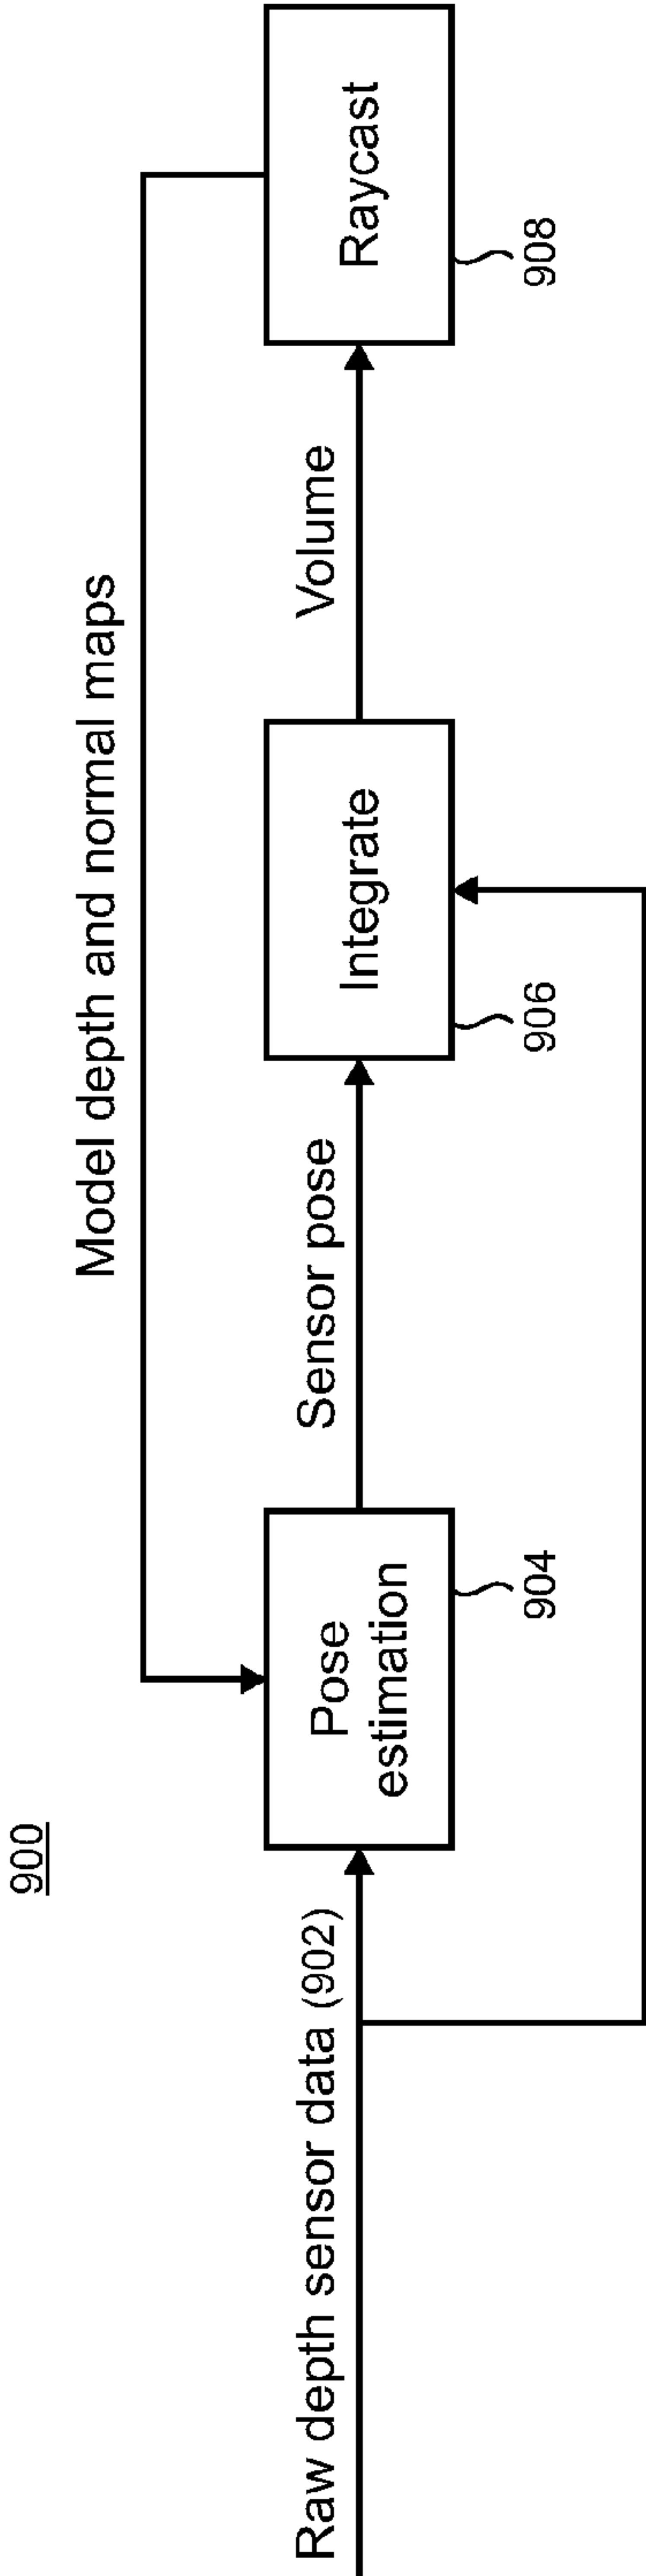 900
Model depth and normal maps
Raw depth sensor data (902)
Pose
estimation
904
Sensor pose
Integrate
906
Volume
Raycast
908